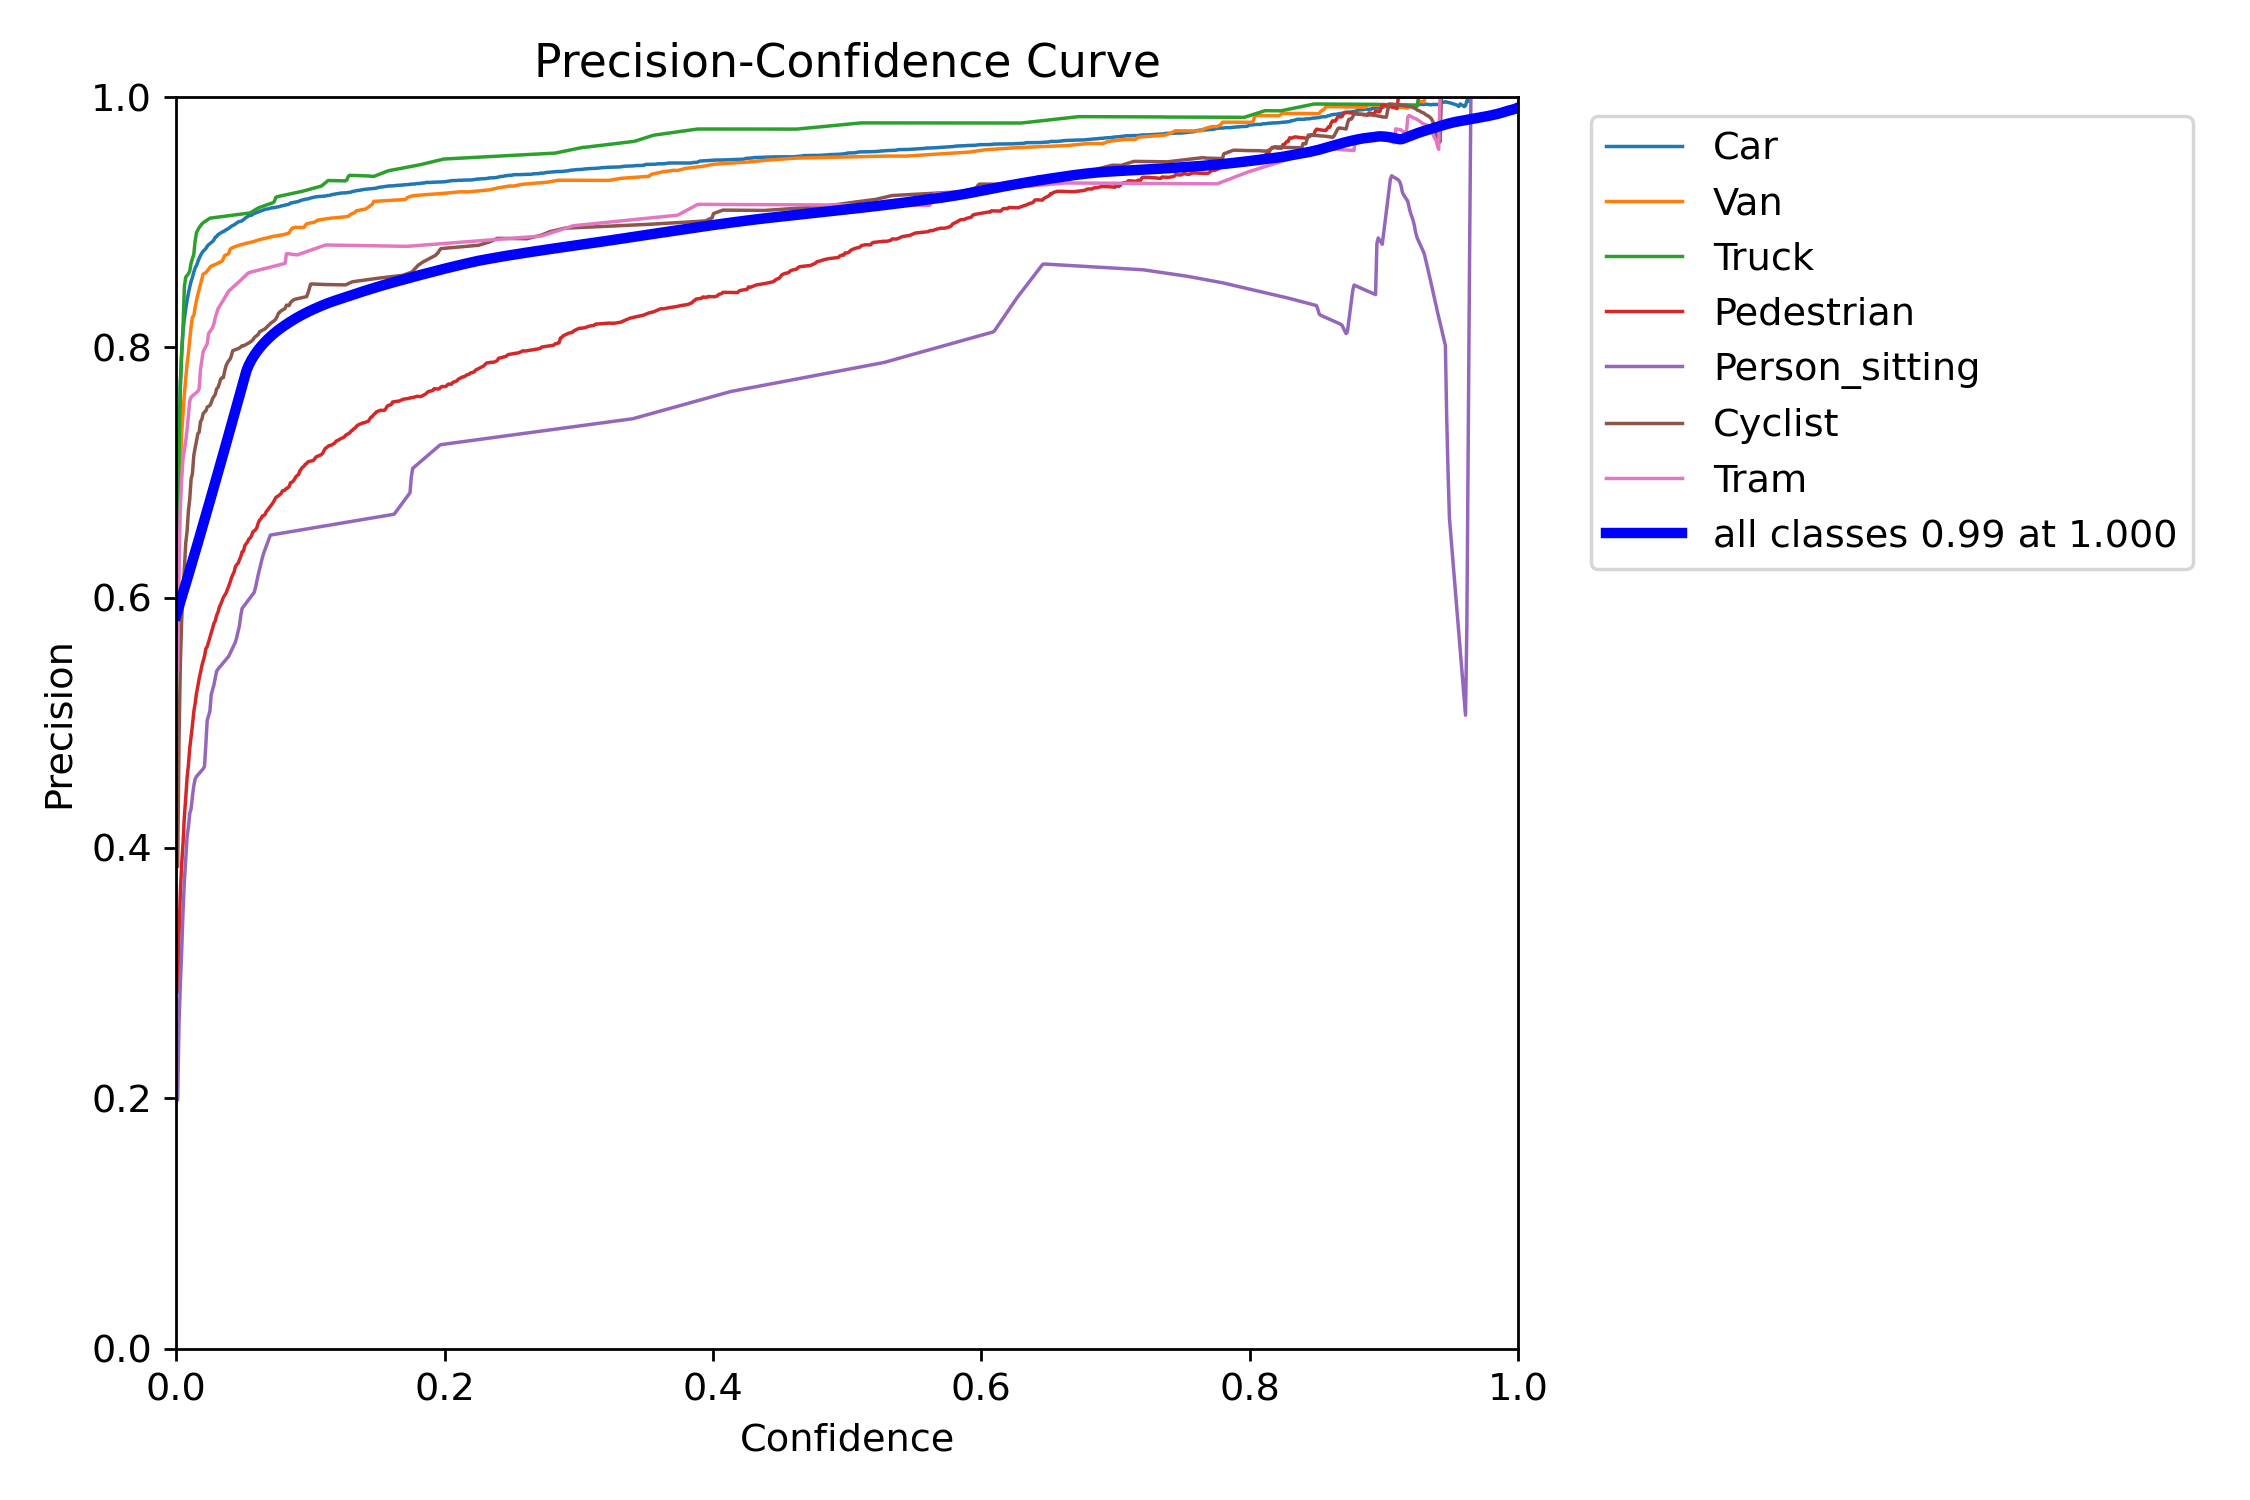 Precision-Confidence Curve
1.0
0.8
0.6
0.4
0.2
0.0
Precision
0.0 0.2 0.4 0.6 0.8 1.0
Confidence
Car
Van
Truck
Pedestrian
Person_sitting
Cyclist
Tram
all classes 0.99 at 1.000